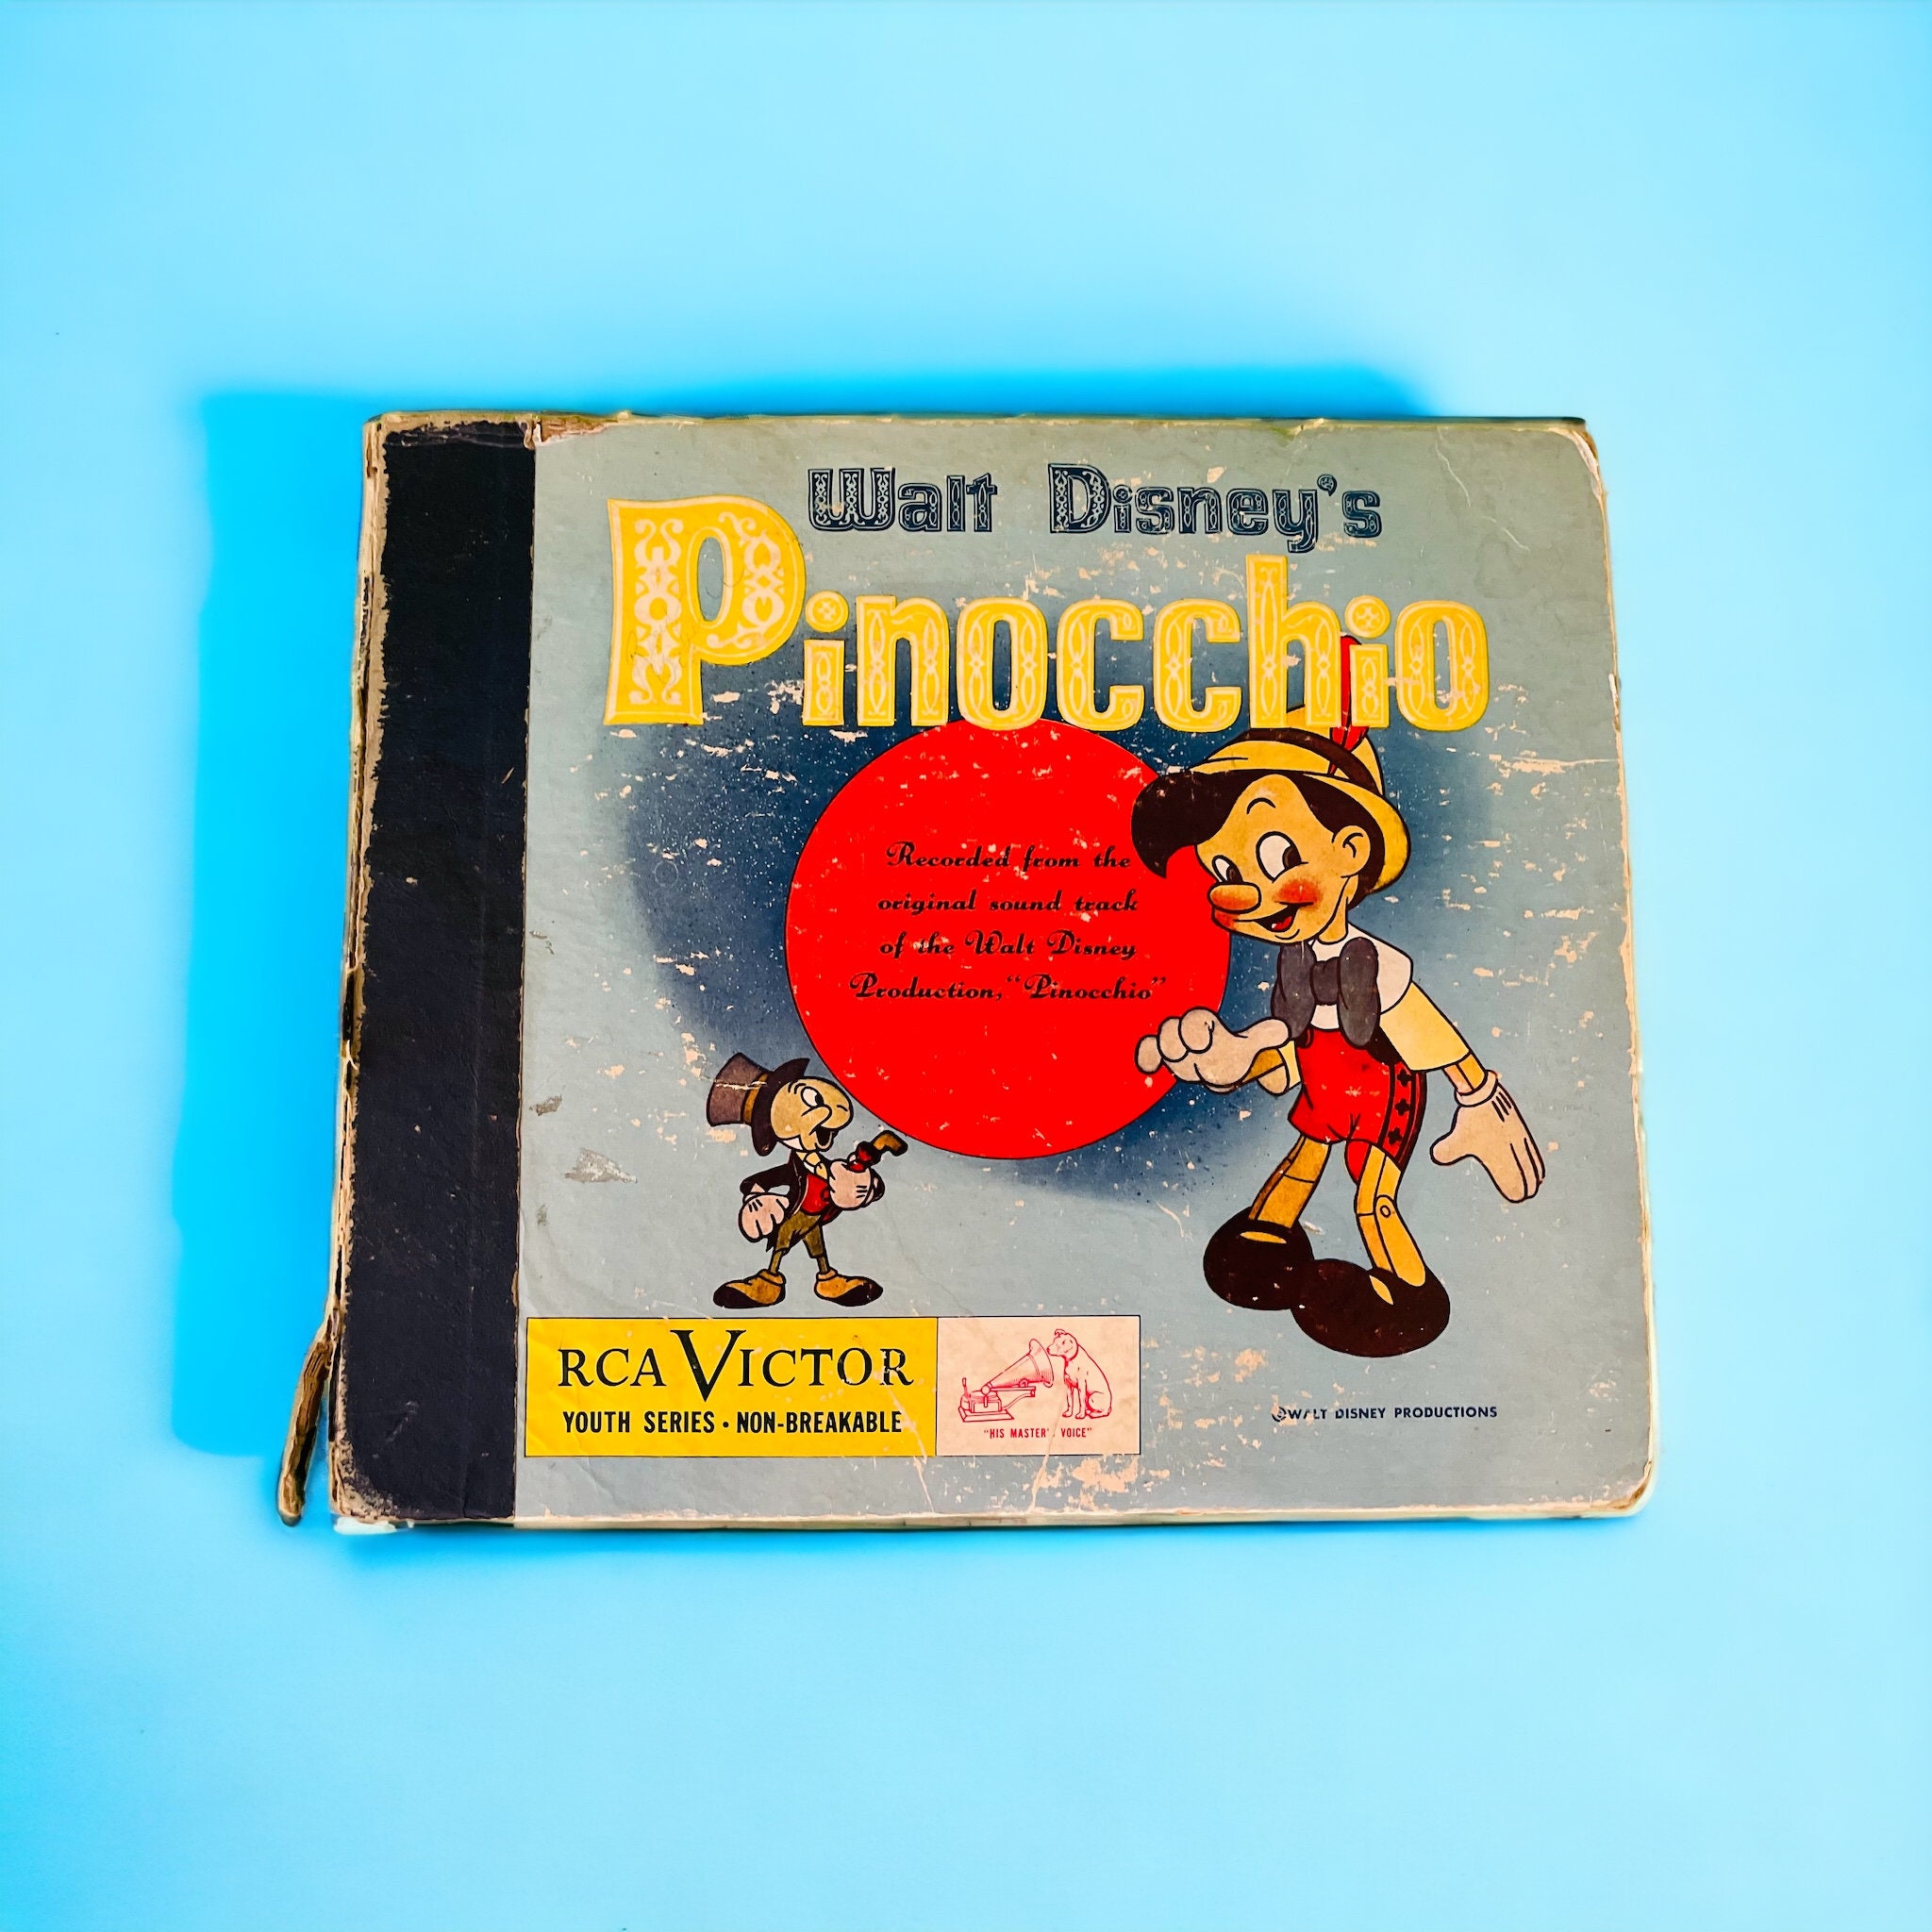 Walt Disney's
Pinocchio
Recorded from the
original sound track
of the Walt Disney
Production, "Pinocchio"
RCA VICTOR
YOUTH SERIES • NON-BREAKABLE
"HIS MASTER'S VOICE"
© WALT DISNEY PRODUCTIONS